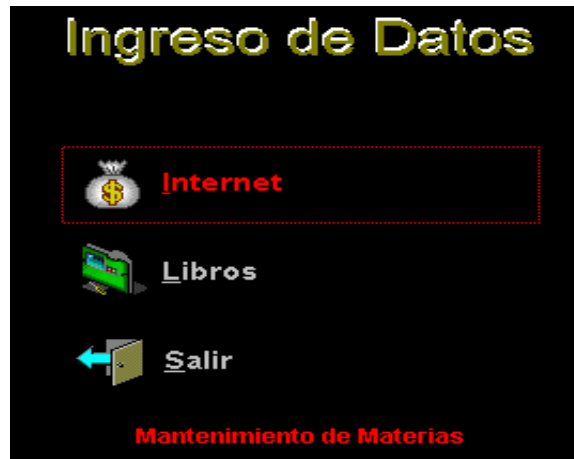 Ingreso de Datos
Internet
Libros
Salir
Mantenimiento de Materias